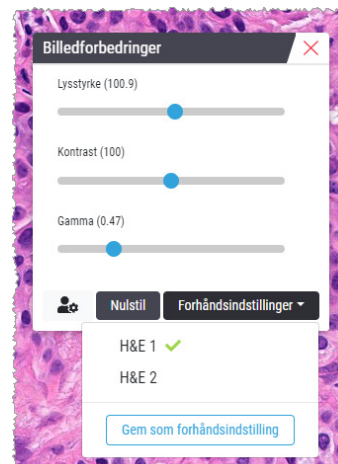 Billedforbedringer
Lysstyrke (100.9)
Kontrast (100)
Gamma (0.47)
Nulstil Forhåndsindstillinger
H&E 1
H&E 2
Gem som forhåndsindstilling